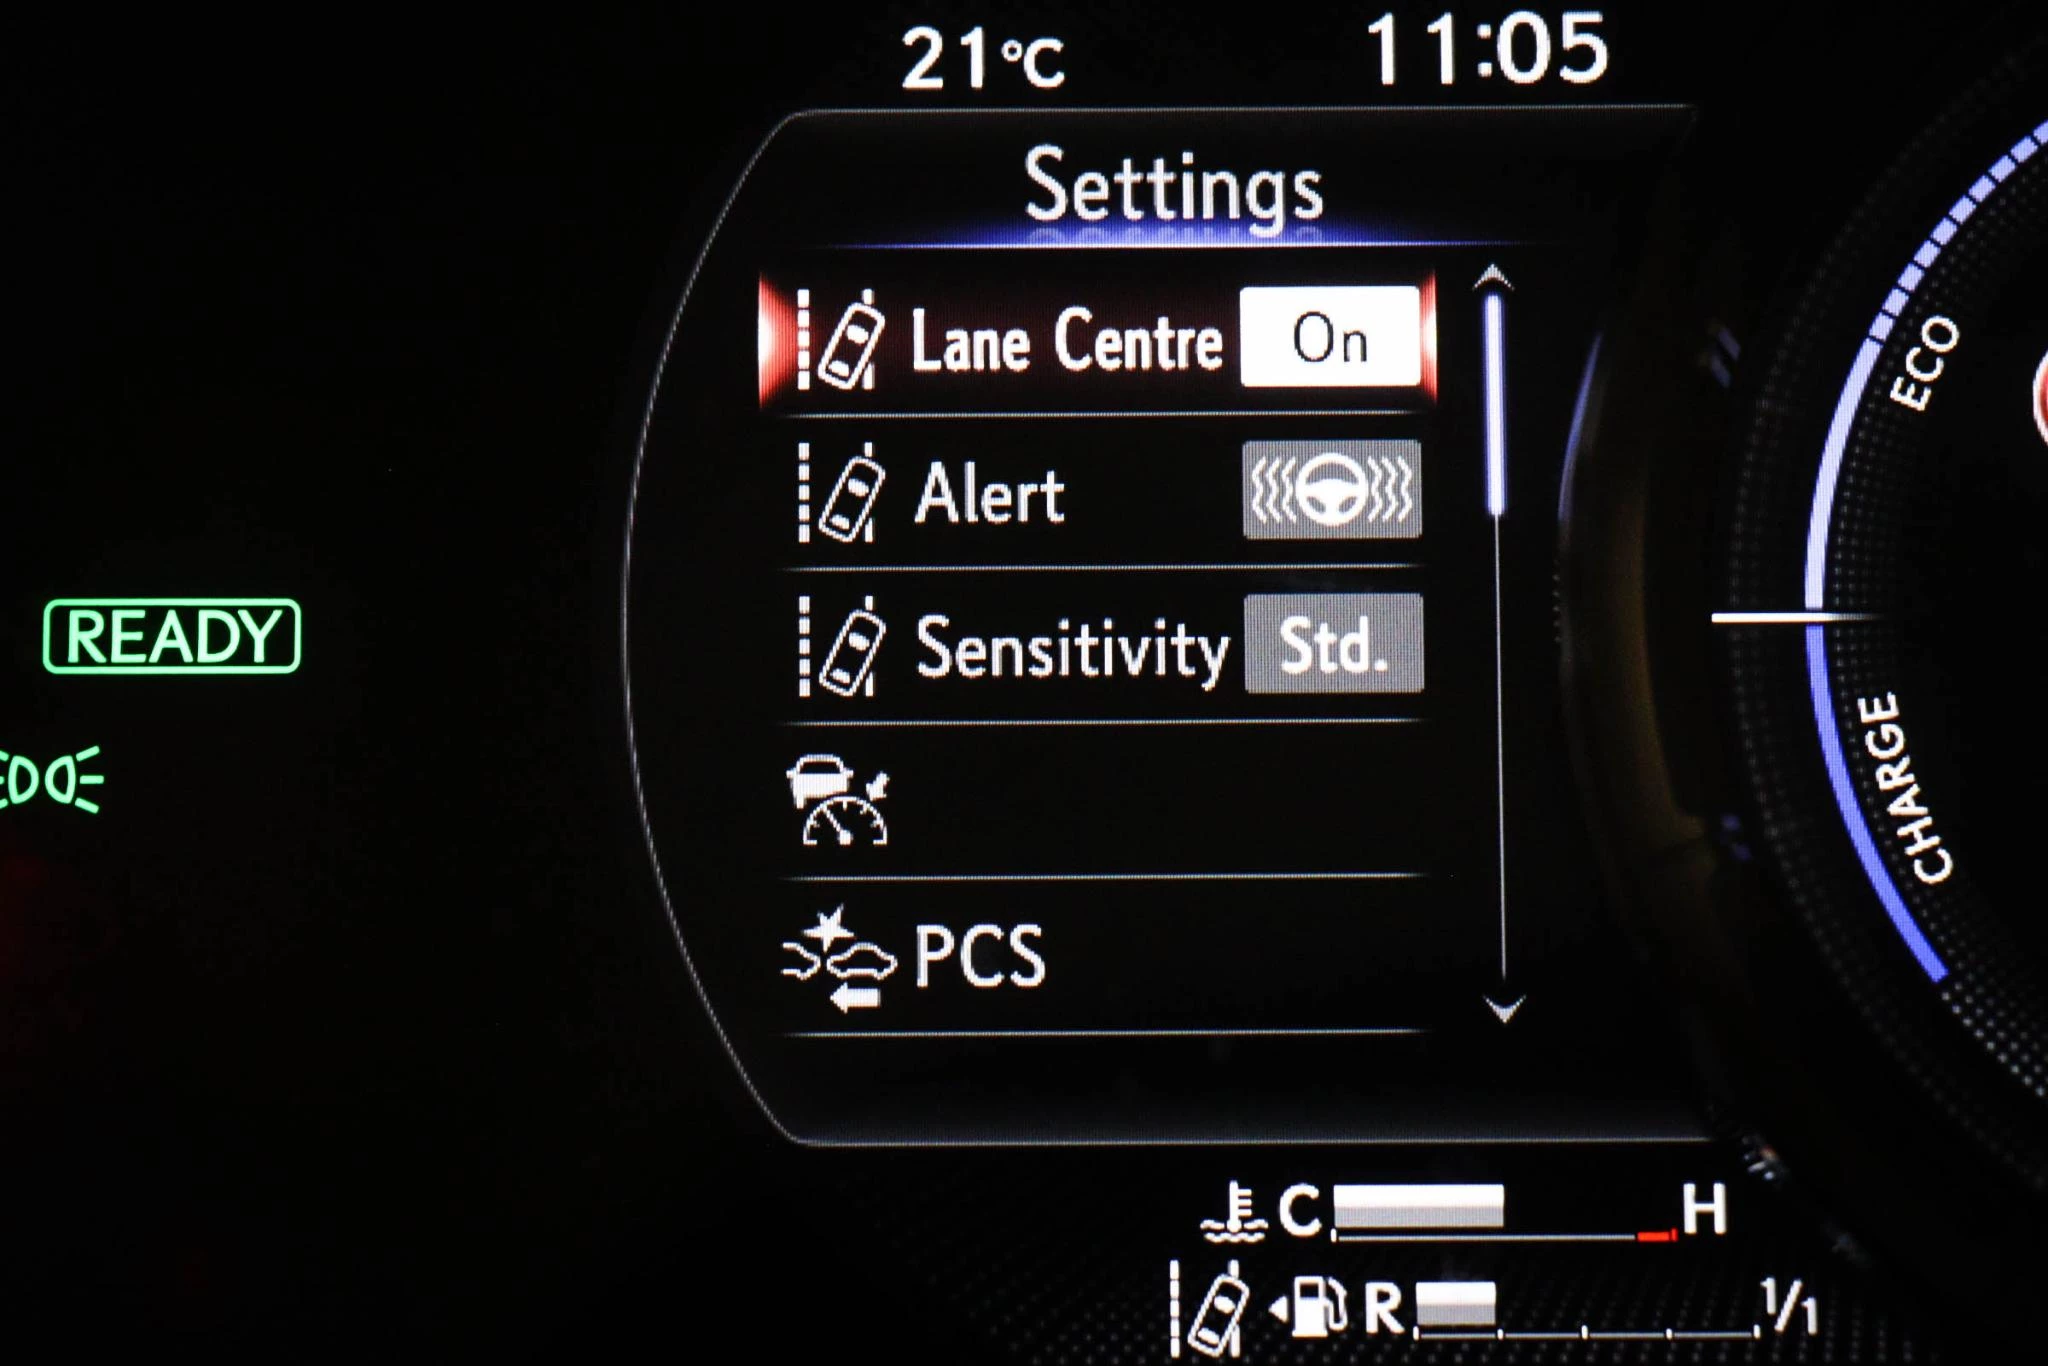 21°C
11:05
Settings
Lane Centre On
Alert
Sensitivity Std.
PCS
READY
ECO
CHARGE
C H
R 1/1